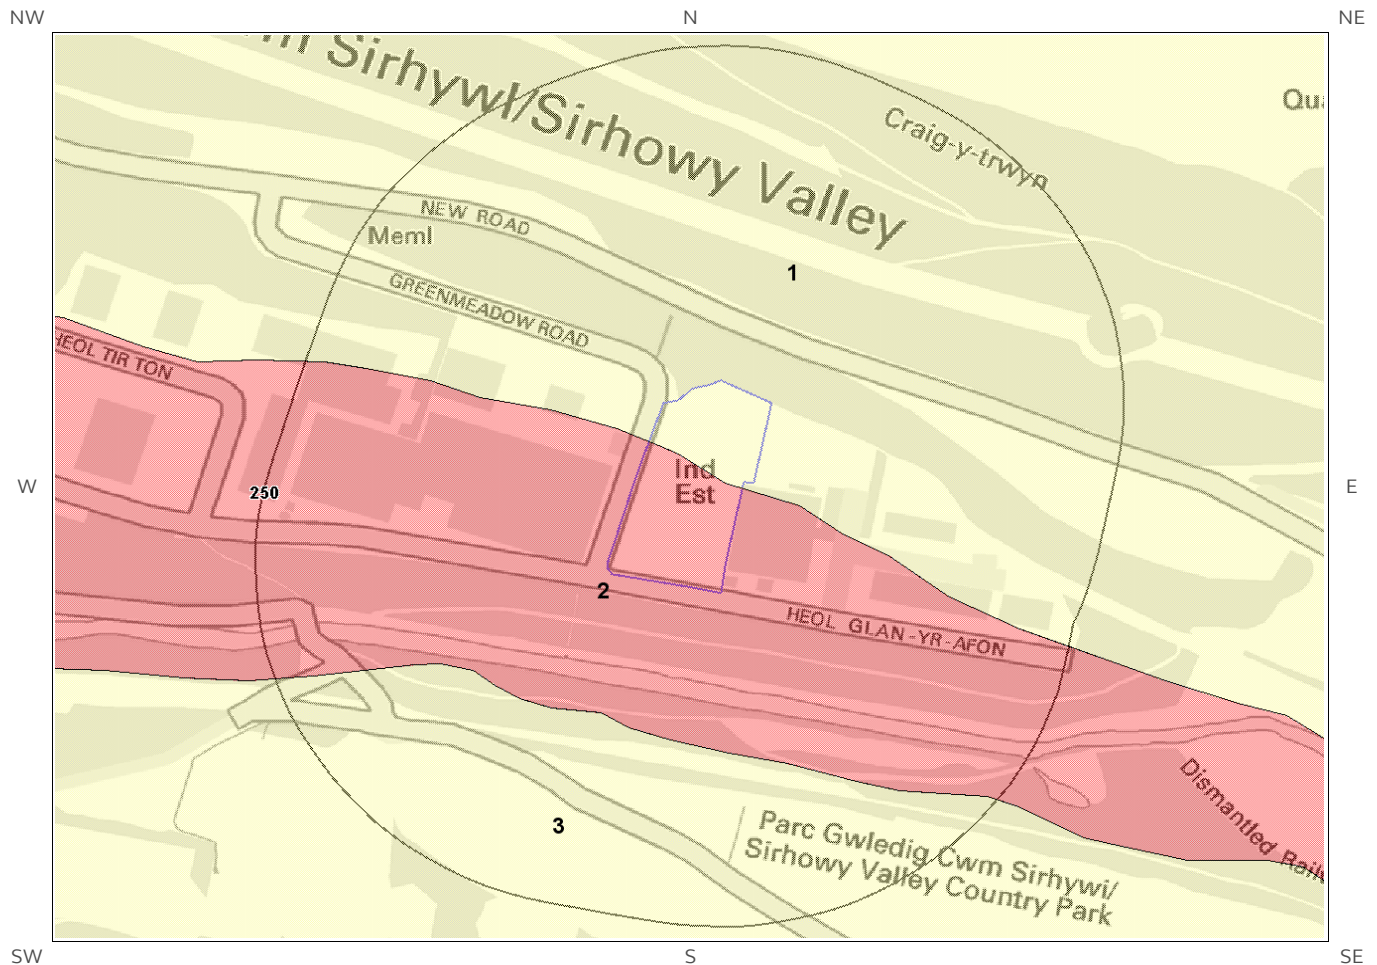 NW
N
NE
m Sirhywl/Sirhowy Valley
Qua
Craig-y-trwyn
NEW ROAD
Meml
1
GREENMEADOW ROAD
HEOL TIR TON
Ind
Est
W
E
250
2
HEOL GLAN-YR-AFON
Dismantled Railw
3
Parc Gwledig Cwm Sirhywi/
Sirhowy Valley Country Park
SW
S
SE